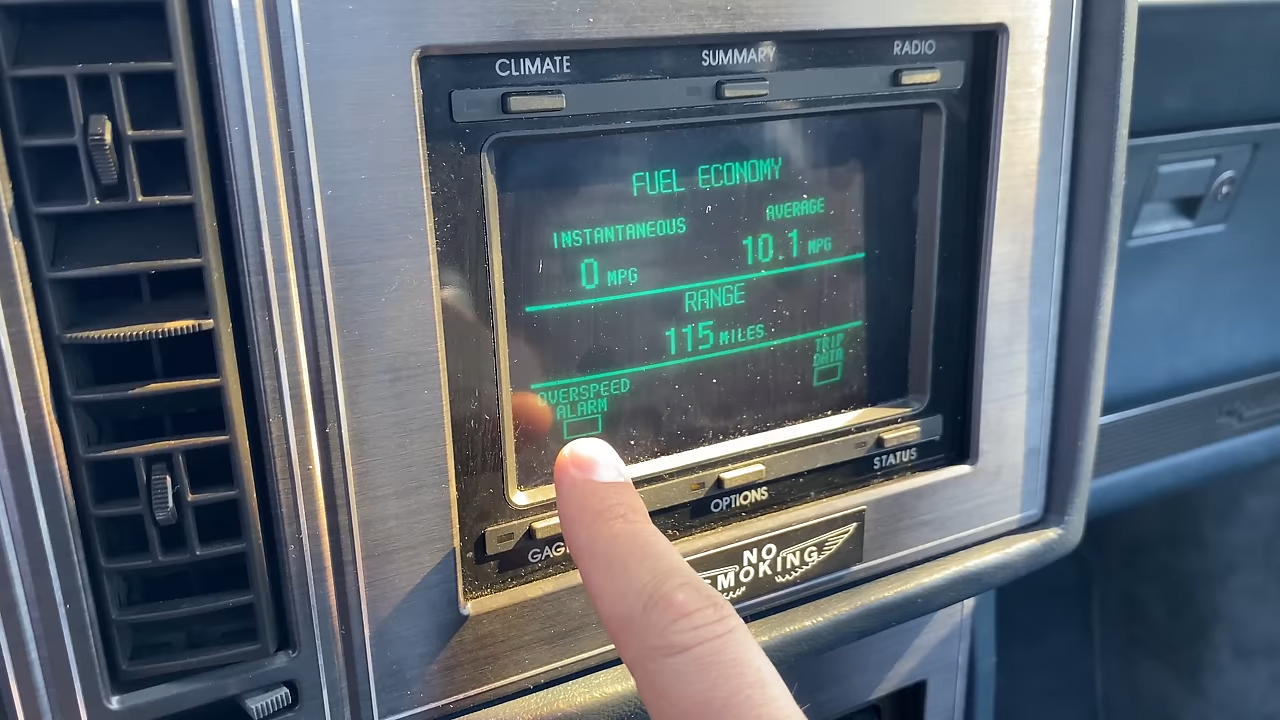 CLIMATE SUMMARY RADIO
FUEL ECONOMY
INSTANTANEOUS AVERAGE
0 MPG 10.1 MPG
RANGE
115 MILES
OVERSPEED
ALARM
TRIP
DATA
OPTIONS STATUS
NO
SMOKING